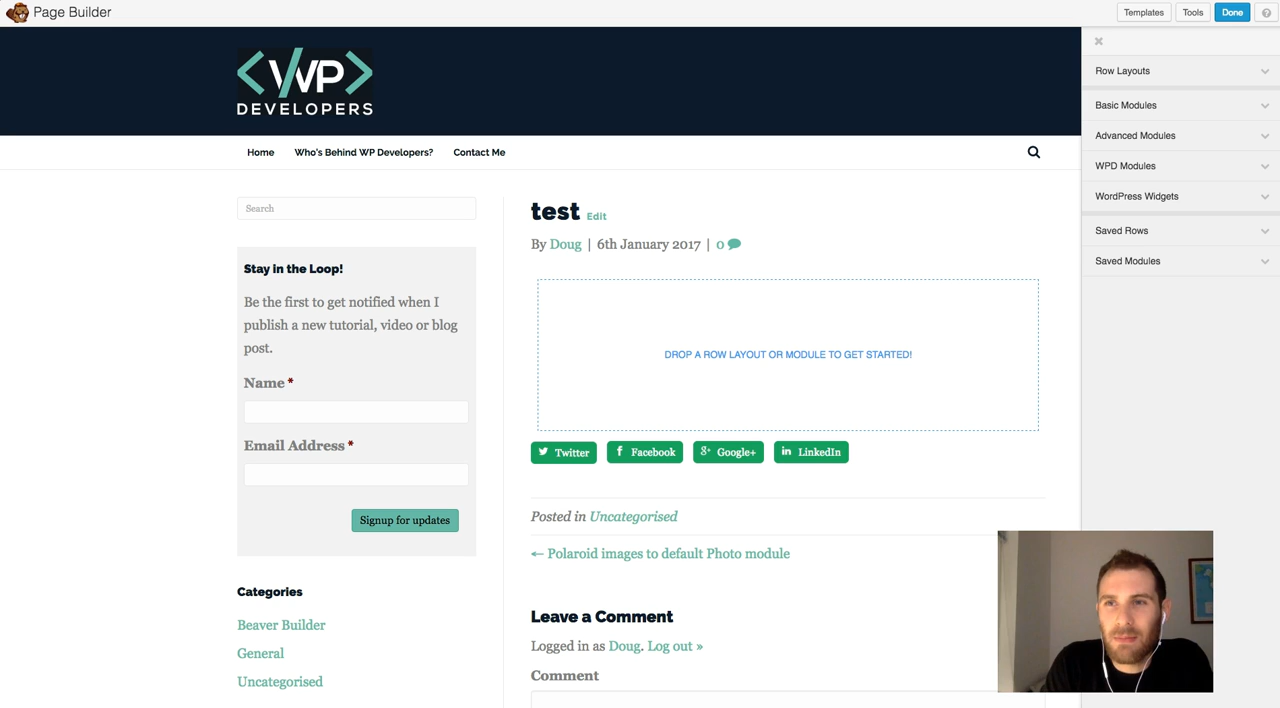 Page Builder
Templates
Tools
Done
?
<WP>
DEVELOPERS
Home
Who's Behind WP Developers?
Contact Me
Row Layouts
Basic Modules
Advanced Modules
WPD Modules
WordPress Widgets
Saved Rows
Saved Modules
Search
Stay in the Loop!
Be the first to get notified when I
publish a new tutorial, video or blog
post.
Name *
Email Address *
Signup for updates
Categories
Beaver Builder
General
Uncategorised
test Edit
By Doug | 6th January 2017 | 0
DROP A ROW LAYOUT OR MODULE TO GET STARTED!
Twitter
Facebook
Google+
LinkedIn
Posted in Uncategorised
← Polaroid images to default Photo module
Leave a Comment
Logged in as Doug. Log out »
Comment